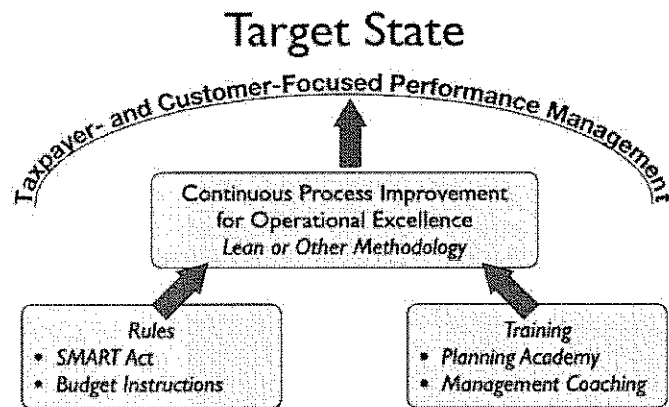 Target State
Taxpayer- and Customer-Focused Performance Management
Continuous Process Improvement
for Operational Excellence
Lean or Other Methodology
Rules
• SMART Act
• Budget Instructions
Training
• Planning Academy
• Management Coaching